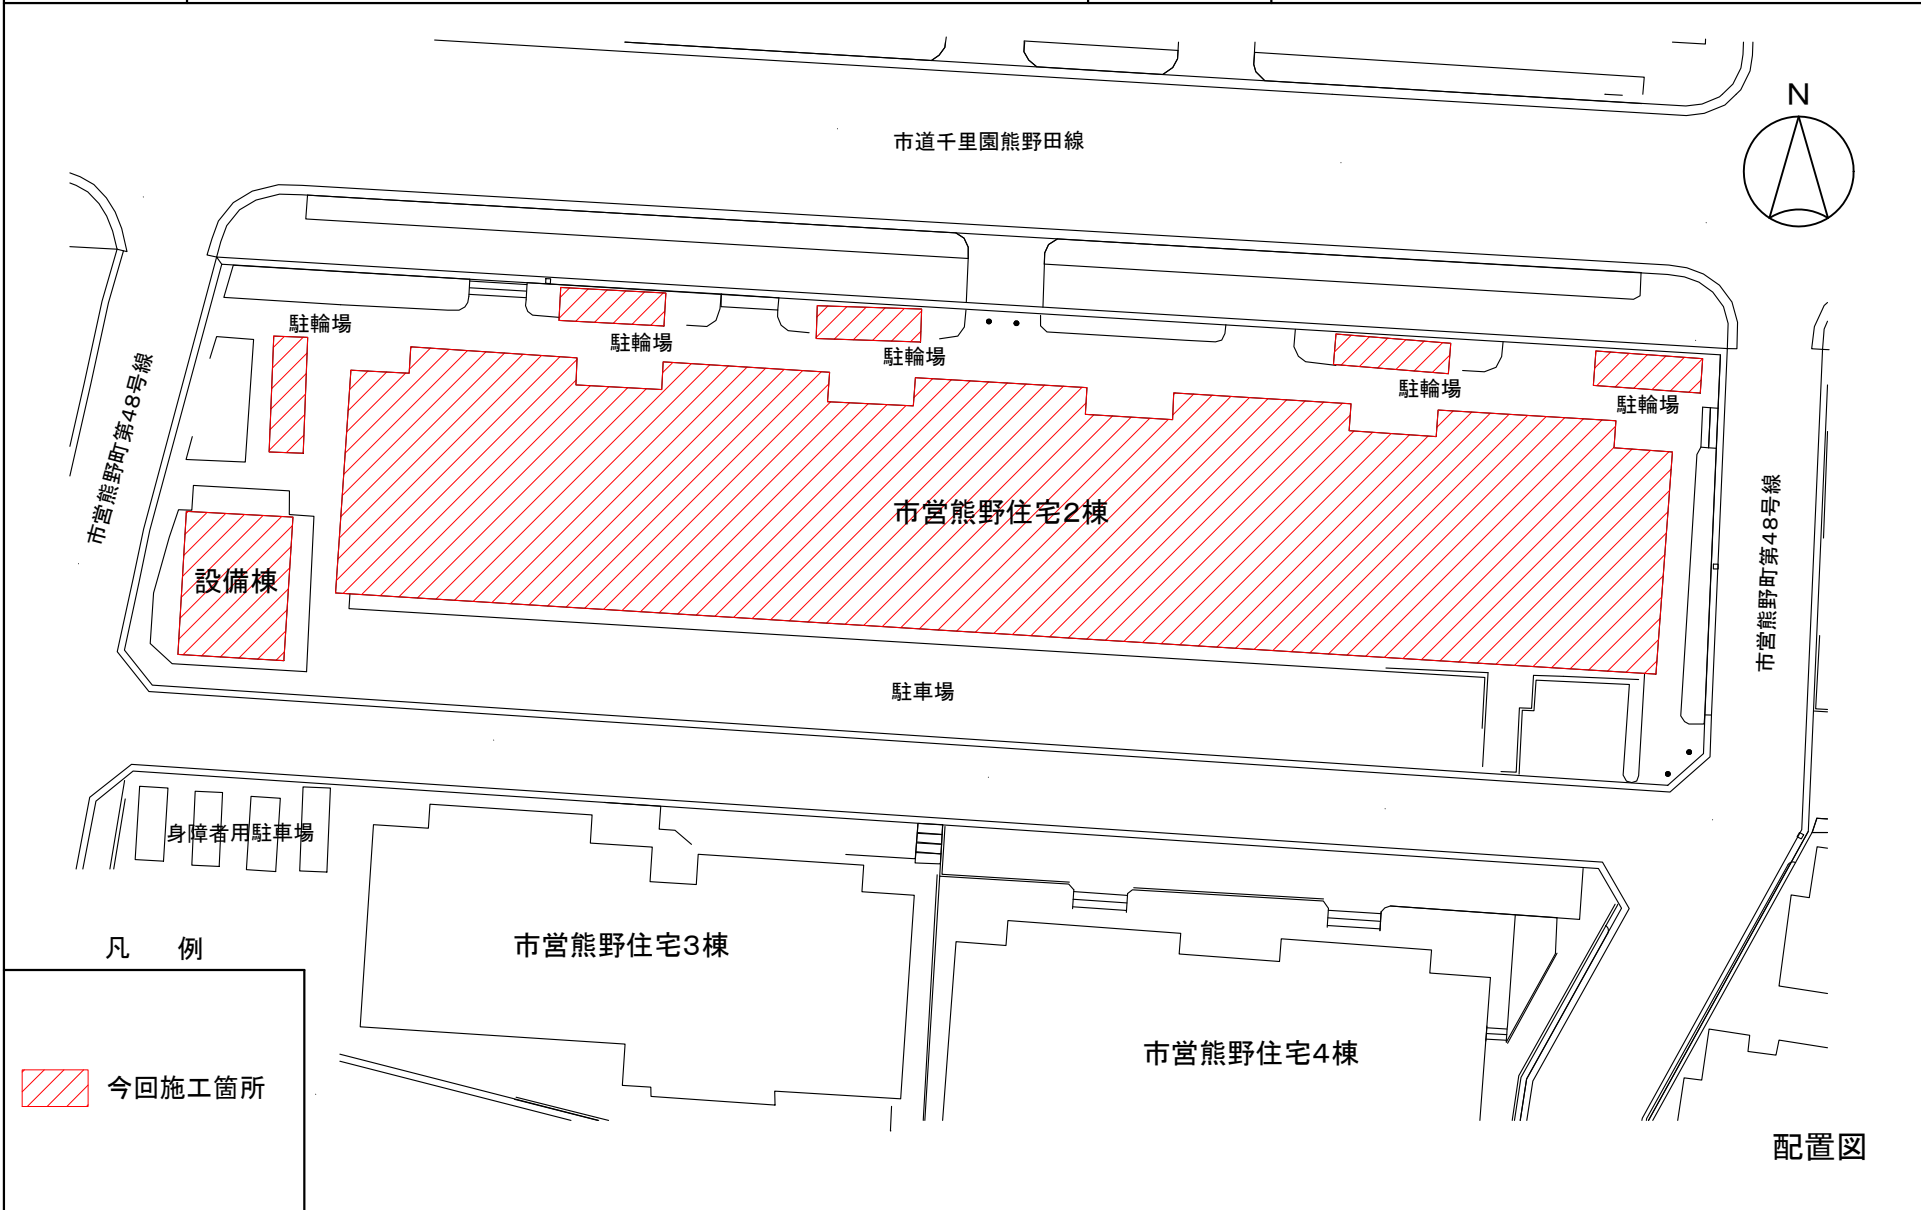 N
市道千里園熊野田線
駐輪場
駐輪場
駐輪場
駐輪場
駐輪場
市営熊野町第48号線
市営熊野住宅2棟
市営熊野町第48号線
設備棟
駐車場
身障者用駐車場
市営熊野住宅3棟
凡　例
市営熊野住宅4棟
今回施工箇所
配置図